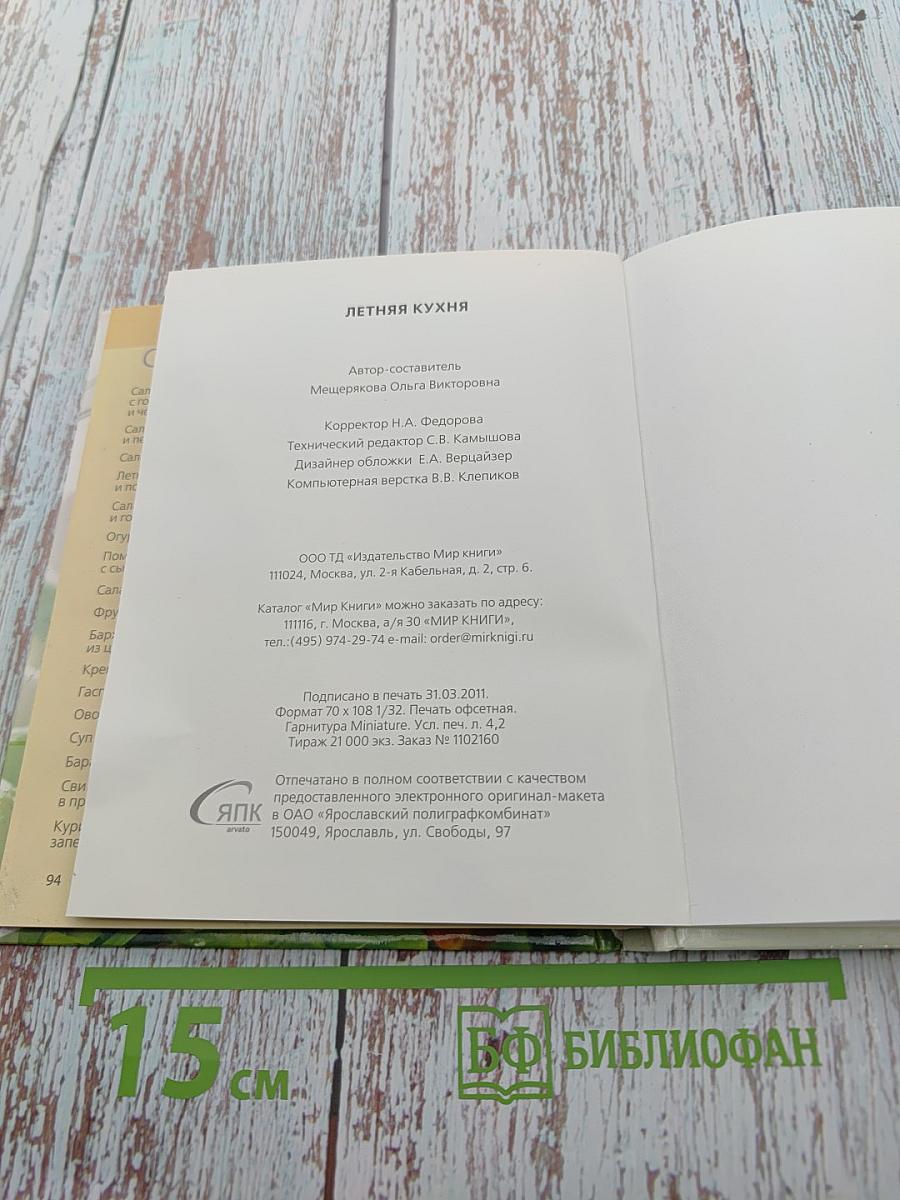 ЛЕТНЯЯ КУХНЯ
Автор-составитель
Мещерякова Ольга Викторовна
Корректор Н.А. Федорова
Технический редактор С.В. Камышова
Дизайнер обложки Е.А. Верцайзер
Компьютерная верстка В.В. Клепиков
ООО ТД «Издательство Мир книги»
111024, Москва, ул. 2-я Кабельная, д. 2, стр. 6.
Каталог «Мир Книги» можно заказать по адресу:
111116, г. Москва, а/я 30 «МИР КНИГИ»,
тел.:(495) 974-29-74 e-mail: order@mirknigi.ru
Подписано в печать 31.03.2011.
Формат 70 х 108 1/32. Печать офсетная.
Гарнитура Miniature. Усл. печ. л. 4,2
Тираж 21 000 экз. Заказ № 1102160
ЯПК
arvato
Отпечатано в полном соответствии с качеством
предоставленного электронного оригинал-макета
в ОАО «Ярославский полиграфкомбинат»
150049, Ярославль, ул. Свободы, 97
94
15 см
БФ БИБЛИОФАН